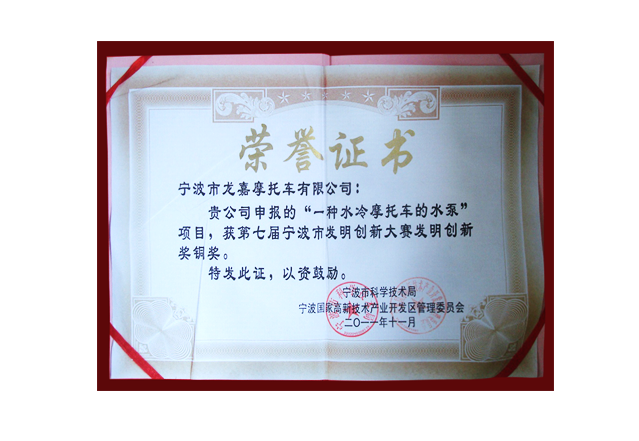 荣誉证书
宁波市龙嘉摩托车有限公司：
贵公司申报的“一种水冷摩托车的水泵”
项目，获第七届宁波市发明创新大赛发明创新
奖铜奖。
特发此证，以资鼓励。
宁波市科学技术局
宁波国家高新技术产业开发区管理委员会
二〇一一年十一月